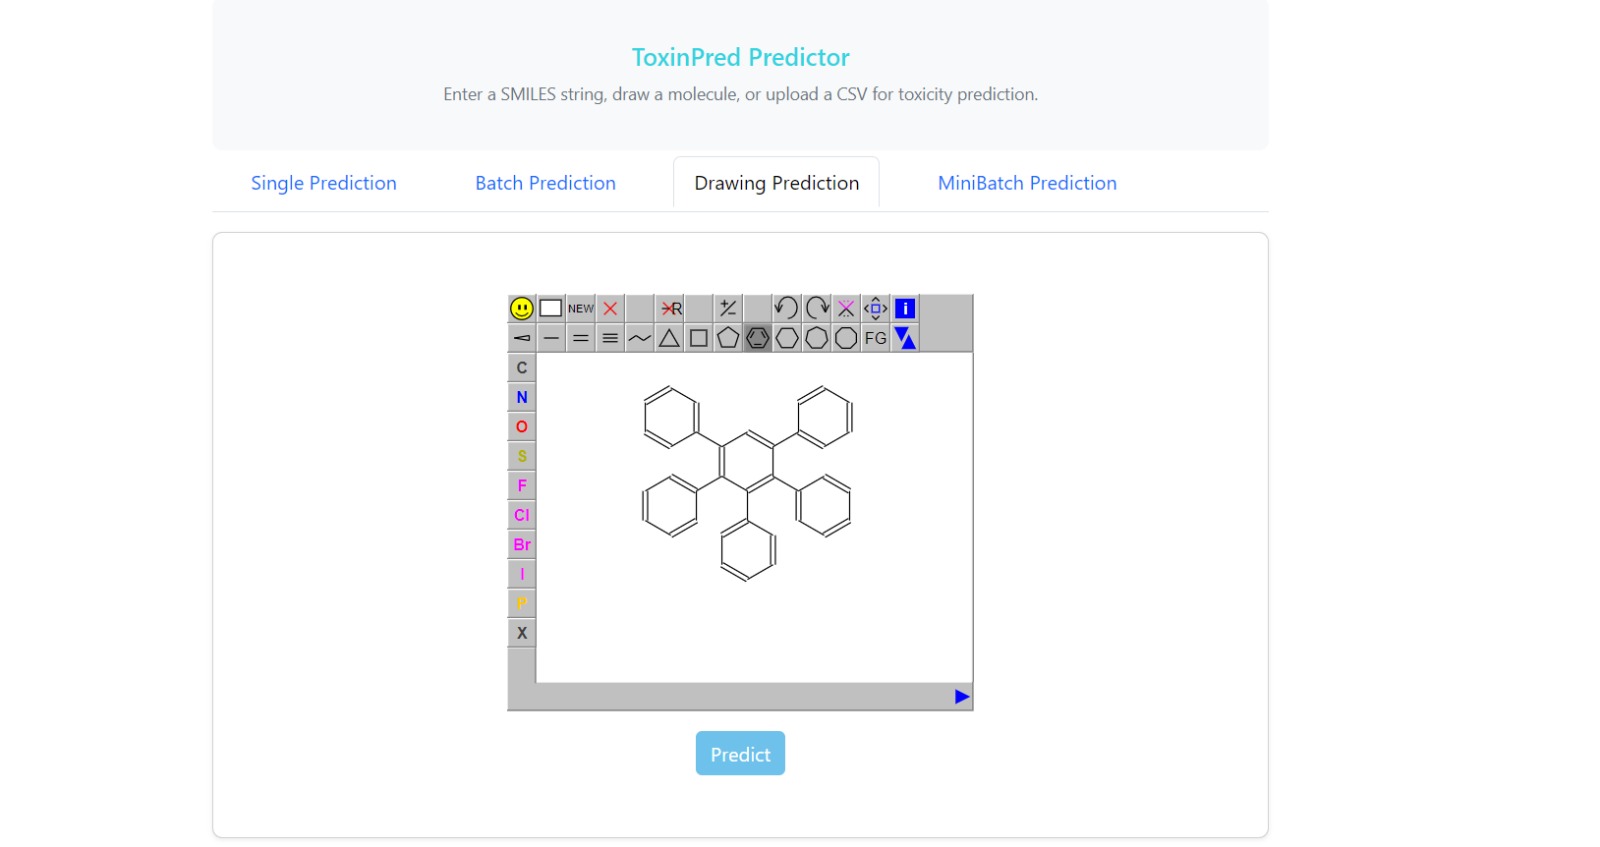 ToxinPred Predictor
Enter a SMILES string, draw a molecule, or upload a CSV for toxicity prediction.
Single Prediction Batch Prediction Drawing Prediction MiniBatch Prediction
NEW R +/- i
FG
C
N
O
S
F
Cl
Br
I
P
X
Predict